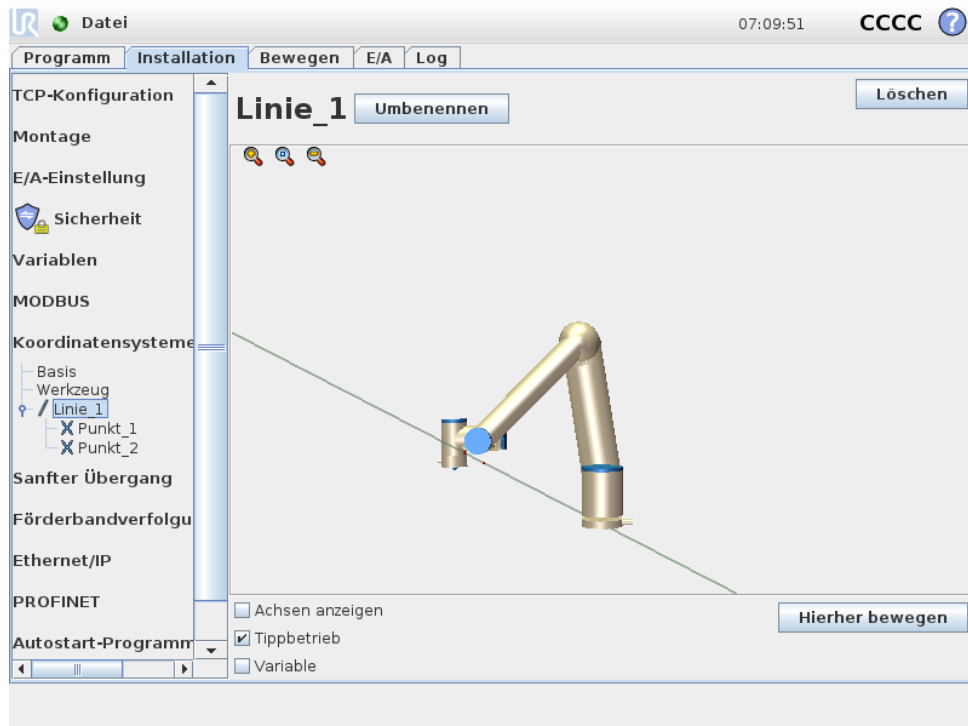 UR Datei 07:09:51 CCCC ?
Programm Installation Bewegen E/A Log
TCP-Konfiguration
Montage
E/A-Einstellung
Sicherheit
Variablen
MODBUS
Koordinatensysteme
Basis
Werkzeug
Linie_1
Punkt_1
Punkt_2
Sanfter Übergang
Förderbandverfolgu
Ethernet/IP
PROFINET
Autostart-Programm
Linie_1 Umbenennen Löschen
Achsen anzeigen
Tippbetrieb
Variable
Hierher bewegen